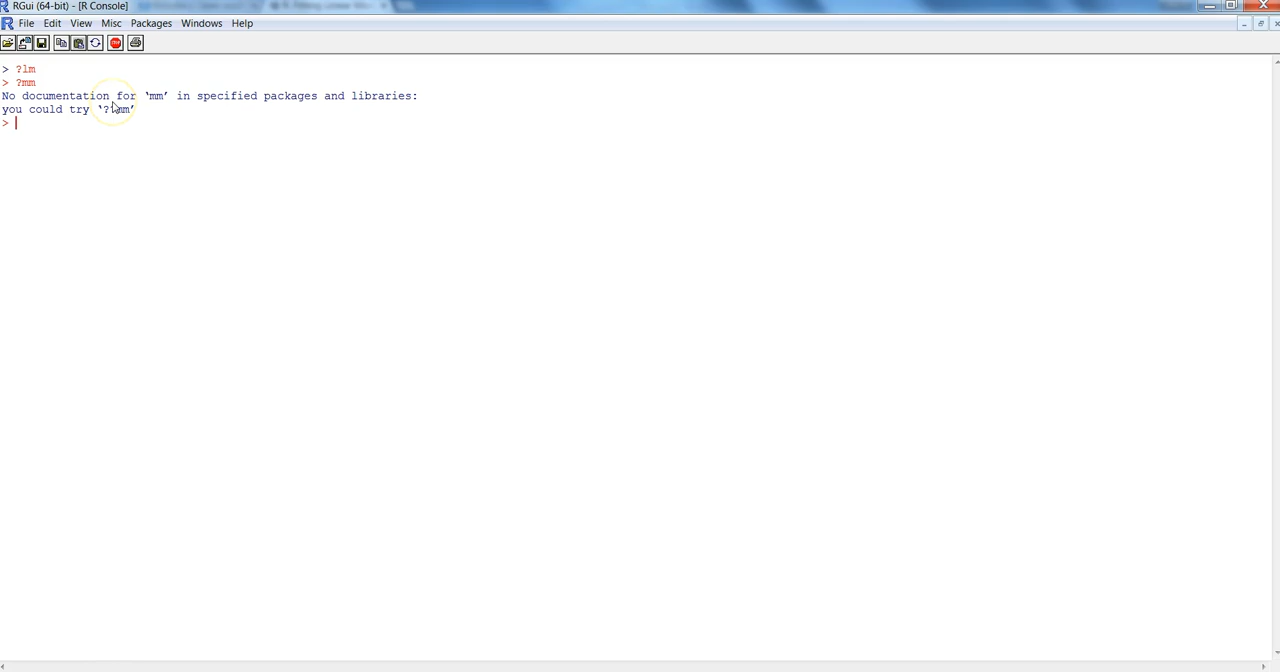 RGui (64-bit) - [R Console]
File Edit View Misc Packages Windows Help
> ?lm
> ?mm
No documentation for ‘mm’ in specified packages and libraries:
you could try ‘??mm’
>